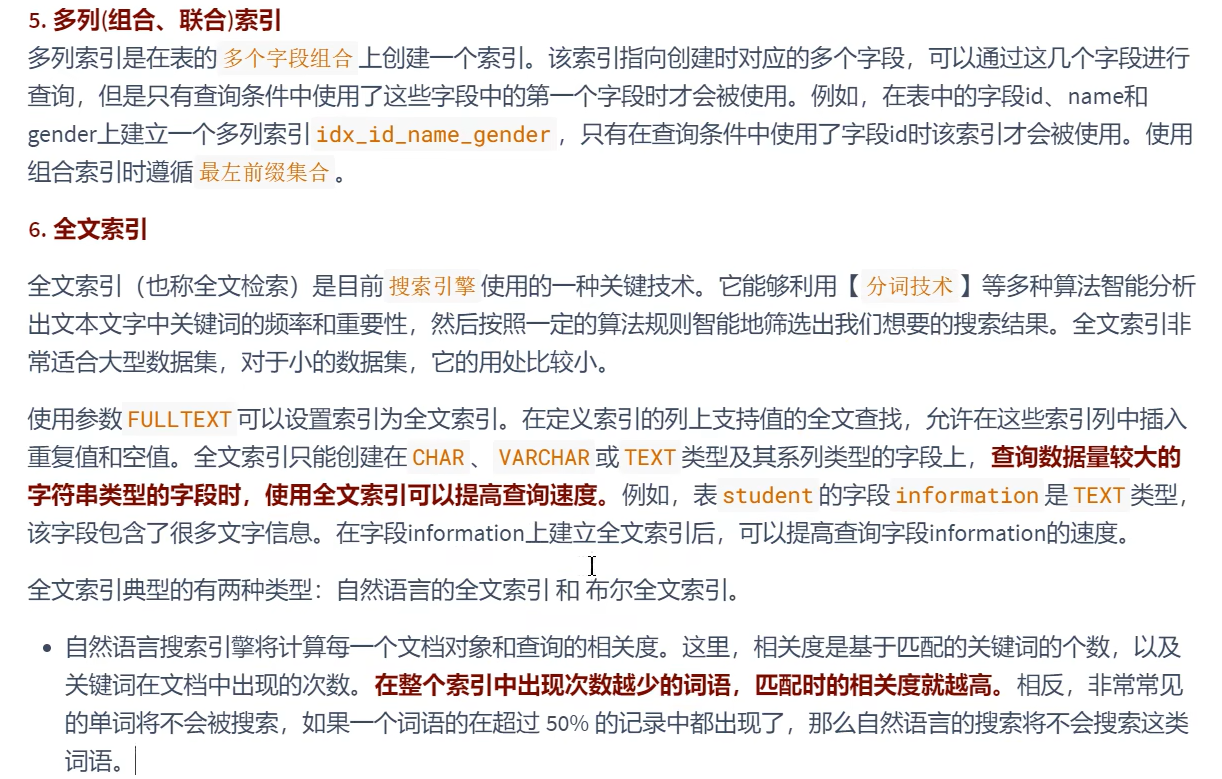 5. 多列(组合、联合)索引
多列索引是在表的 多个字段组合 上创建一个索引。该索引指向创建时对应的多个字段，可以通过这几个字段进行
查询，但是只有查询条件中使用了这些字段中的第一个字段时才会被使用。例如，在表中的字段id、name和
gender上建立一个多列索引 idx_id_name_gender ，只有在查询条件中使用了字段id时该索引才会被使用。使用
组合索引时遵循 最左前缀集合 。
6. 全文索引
全文索引（也称全文检索）是目前 搜索引擎 使用的一种关键技术。它能够利用【 分词技术 】等多种算法智能分析
出文本文字中关键词的频率和重要性，然后按照一定的算法规则智能地筛选出我们想要的搜索结果。全文索引非
常适合大型数据集，对于小的数据集，它的用处比较小。
使用参数 FULLTEXT 可以设置索引为全文索引。在定义索引的列上支持值的全文查找，允许在这些索引列中插入
重复值和空值。全文索引只能创建在 CHAR 、 VARCHAR 或 TEXT 类型及其系列类型的字段上，查询数据量较大的
字符串类型的字段时，使用全文索引可以提高查询速度。例如，表 student 的字段 information 是 TEXT 类型，
该字段包含了很多文字信息。在字段information上建立全文索引后，可以提高查询字段information的速度。
全文索引典型的有两种类型：自然语言的全文索引 和 布尔全文索引。
• 自然语言搜索引擎将计算每一个文档对象和查询的相关度。这里，相关度是基于匹配的关键词的个数，以及
关键词在文档中出现的次数。在整个索引中出现次数越少的词语，匹配时的相关度就越高。相反，非常常见
的单词将不会被搜索，如果一个词语的在超过 50% 的记录中都出现了，那么自然语言的搜索将不会搜索这类
词语。